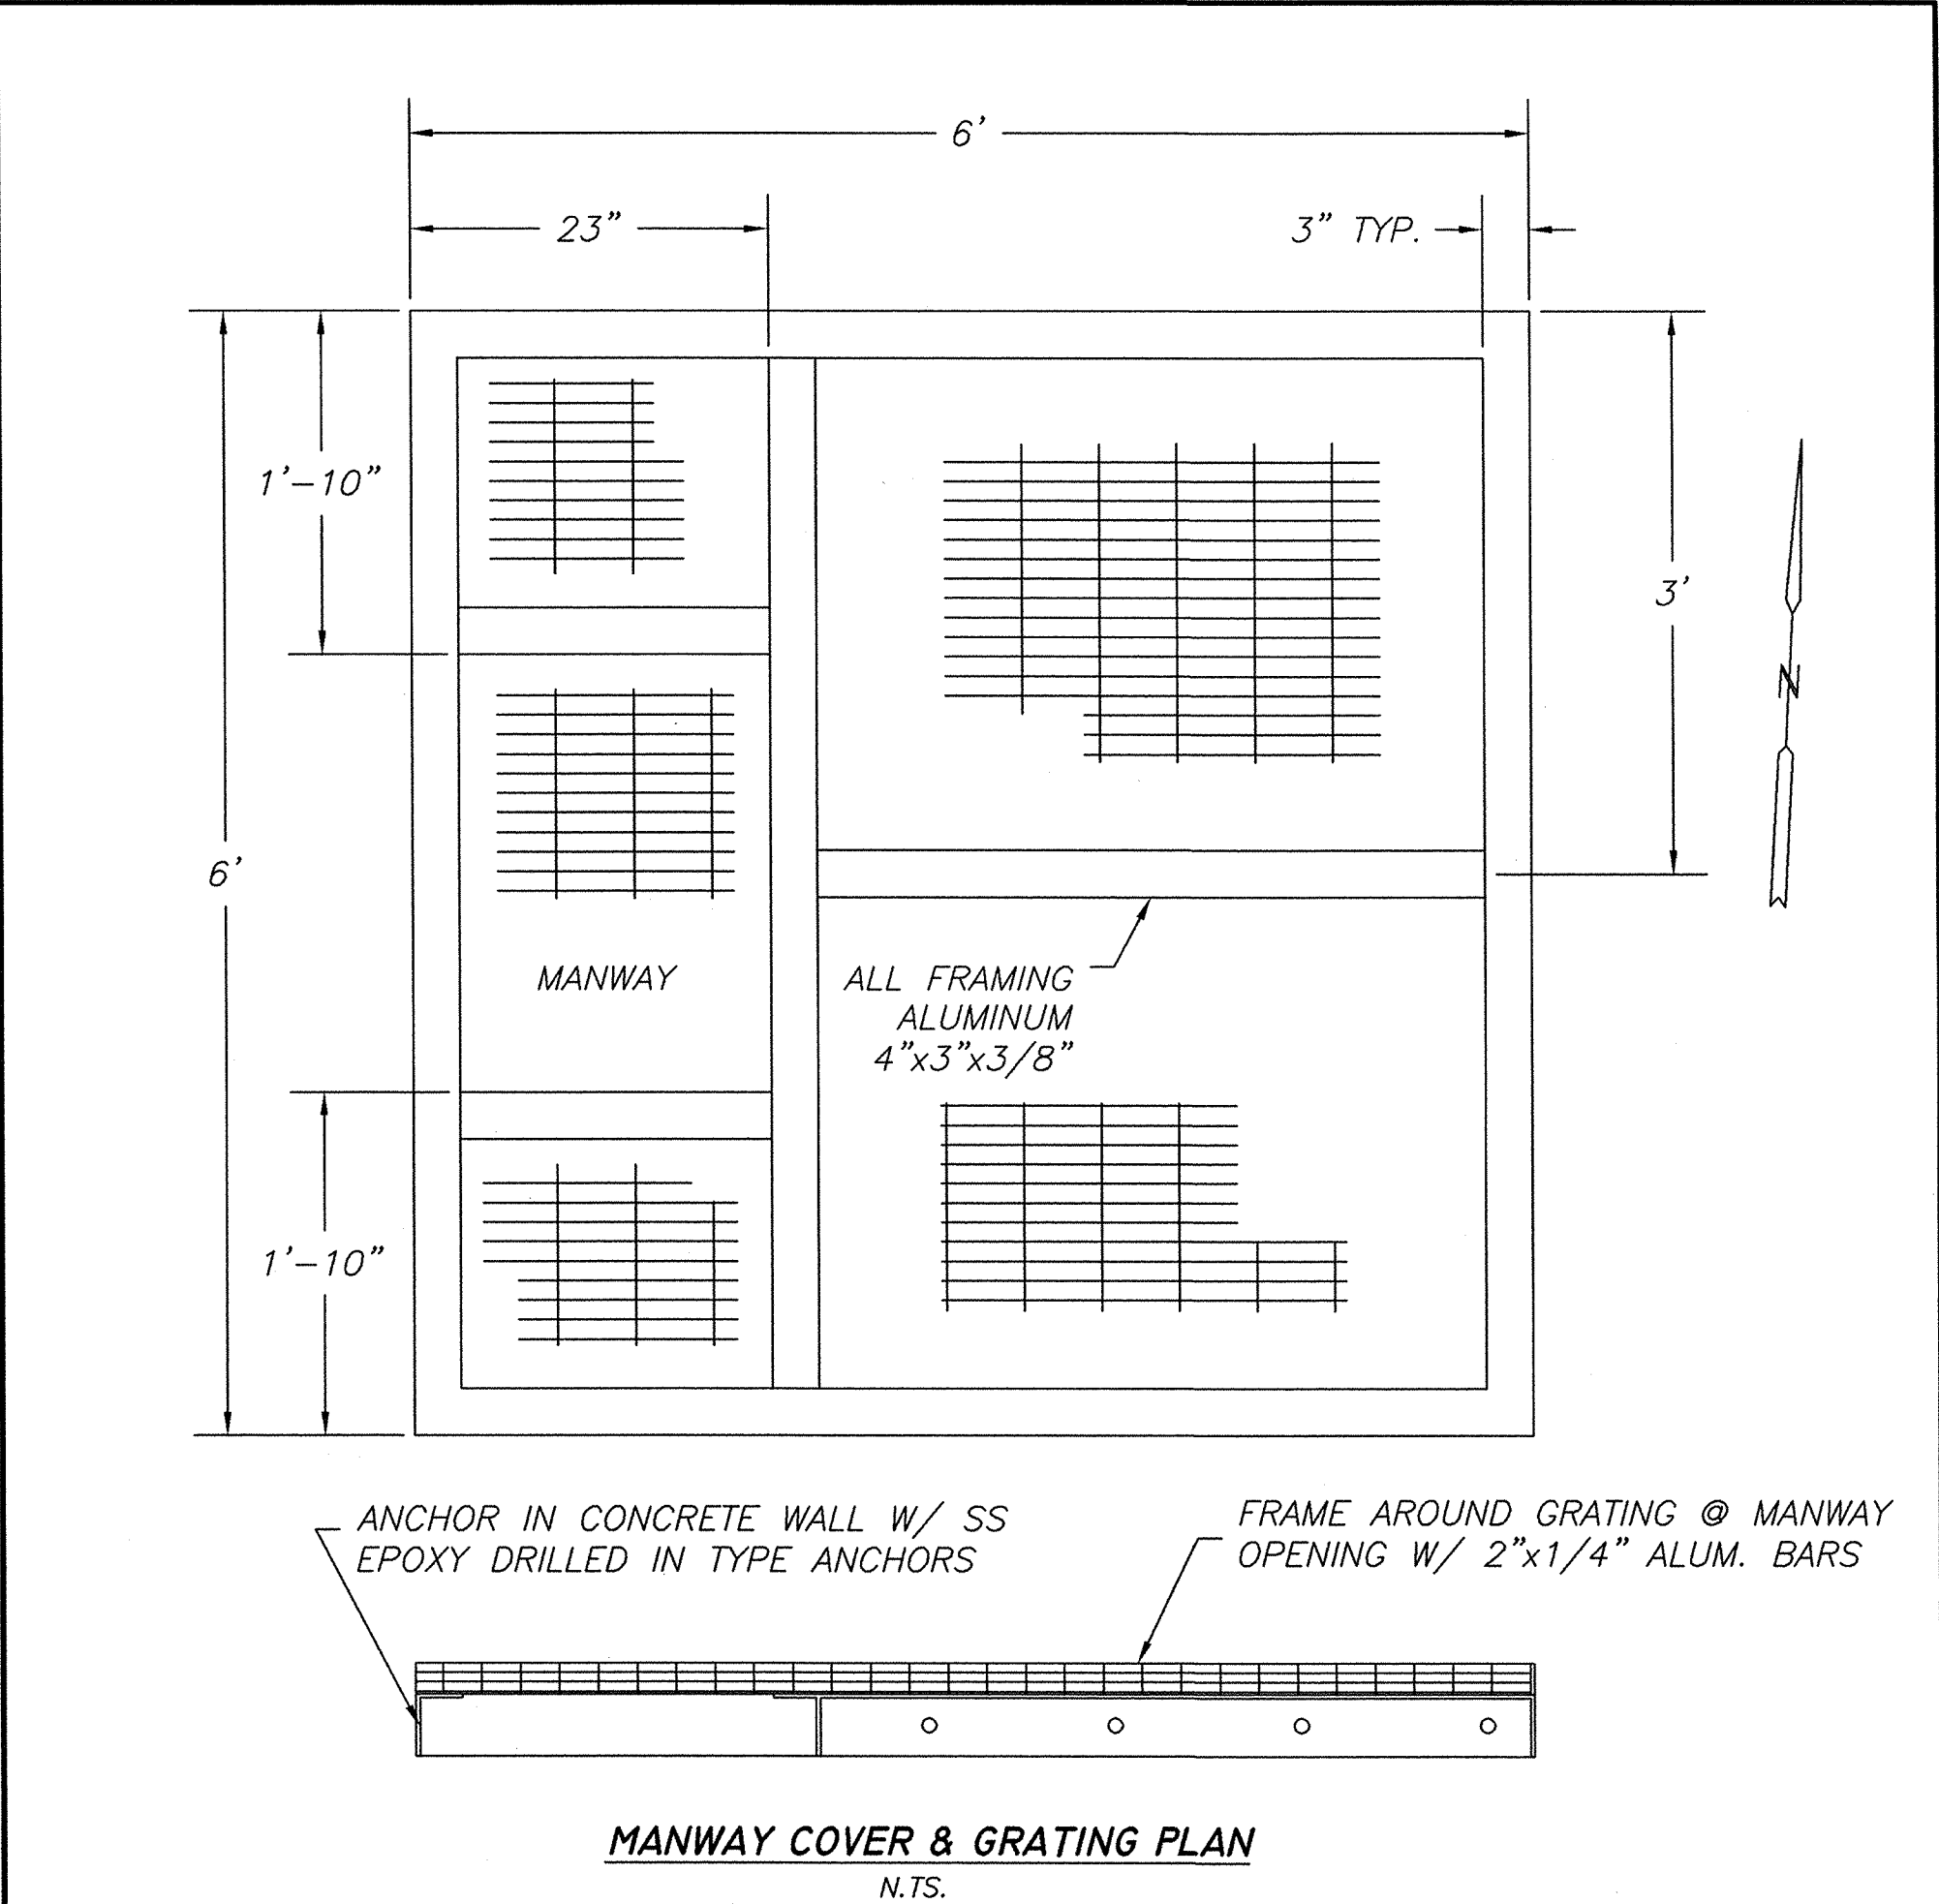 6'
23"
3" TYP.
1'-10"
3'
6'
N
MANWAY
ALL FRAMING
ALUMINUM
4"x3"x3/8"
1'-10"
ANCHOR IN CONCRETE WALL W/ SS
EPOXY DRILLED IN TYPE ANCHORS
FRAME AROUND GRATING @ MANWAY
OPENING W/ 2"x1/4" ALUM. BARS
MANWAY COVER & GRATING PLAN
N.TS.